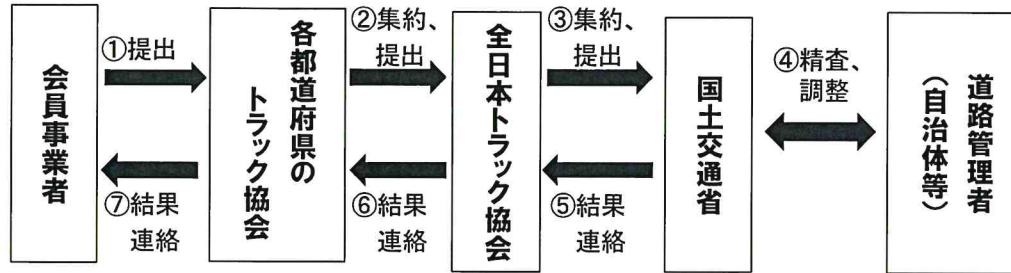 会員事業者
①提出
⑦結果
連絡
各都道府県の
トラック協会
②集約、
提出
⑥結果
連絡
全日本トラック協会
③集約、
提出
⑤結果
連絡
国土交通省
④精査、
調整
道路管理者
（自治体等）